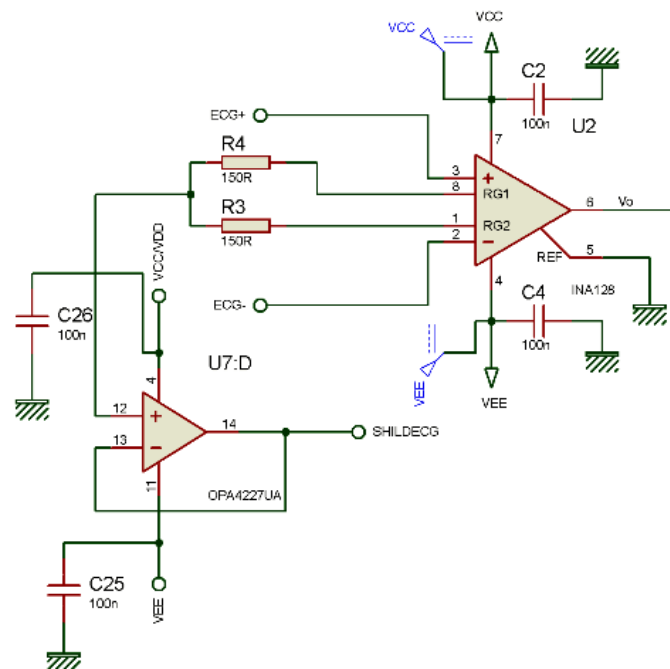 VCC
VCC
C2
100n
U2
7
ECG+
R4
150R
3
+
8
RG1
R3
150R
1
RG2
2
−
6
Vo
REF
5
INA128
4
ECG-
C4
100n
VEE
VEE
VCC/VDD
C26
100n
U7:D
4
12
+
13
−
14
SHILDECG
11
OPA4227UA
C25
100n
VEE